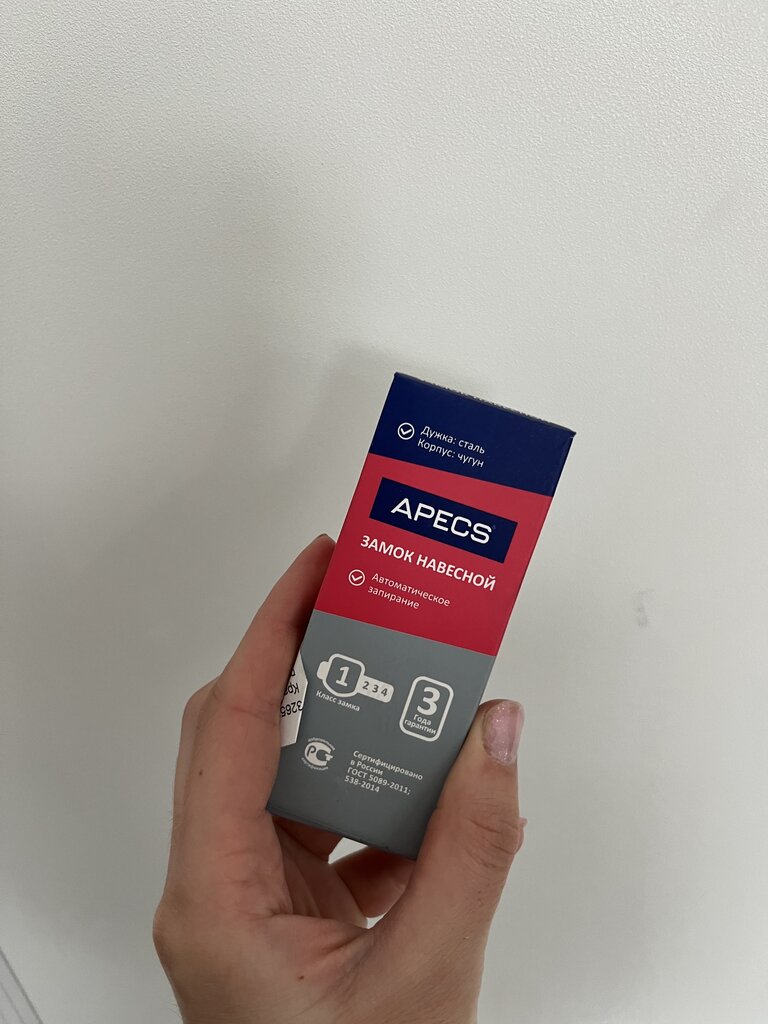 Дужка: сталь
Корпус: чугун
APECS
ЗАМОК НАВЕСНОЙ
Автоматическое
запирание
1 2 3 4
Класс замка
3
Года
гарантии
Сертифицировано
в России
ГОСТ 5089-2011;
538-2014
3265